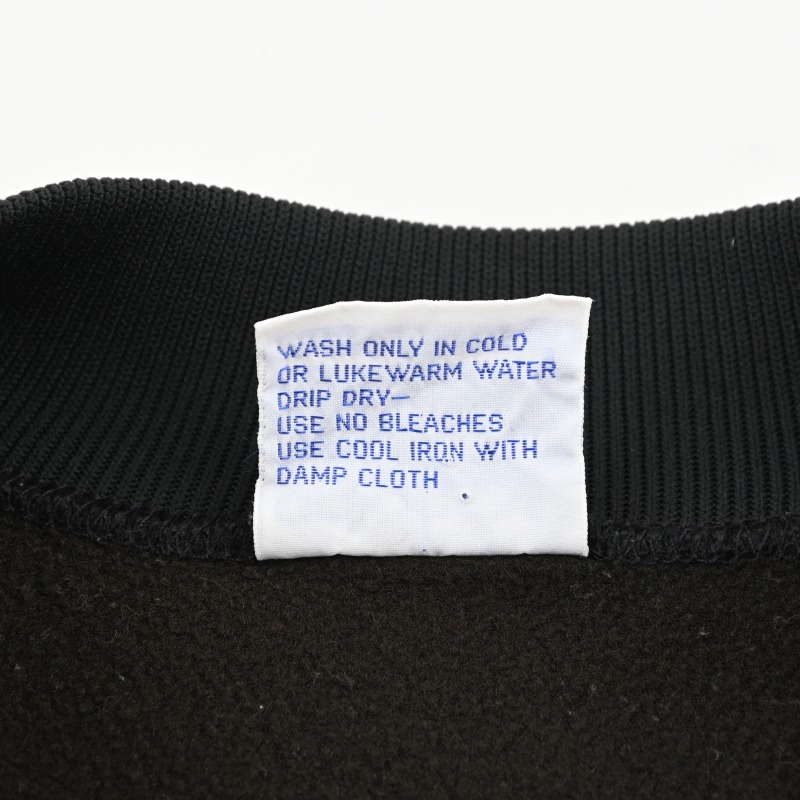 WASH ONLY IN COLD
OR LUKEWARM WATER
DRIP DRY—
USE NO BLEACHES
USE COOL IRON WITH
DAMP CLOTH